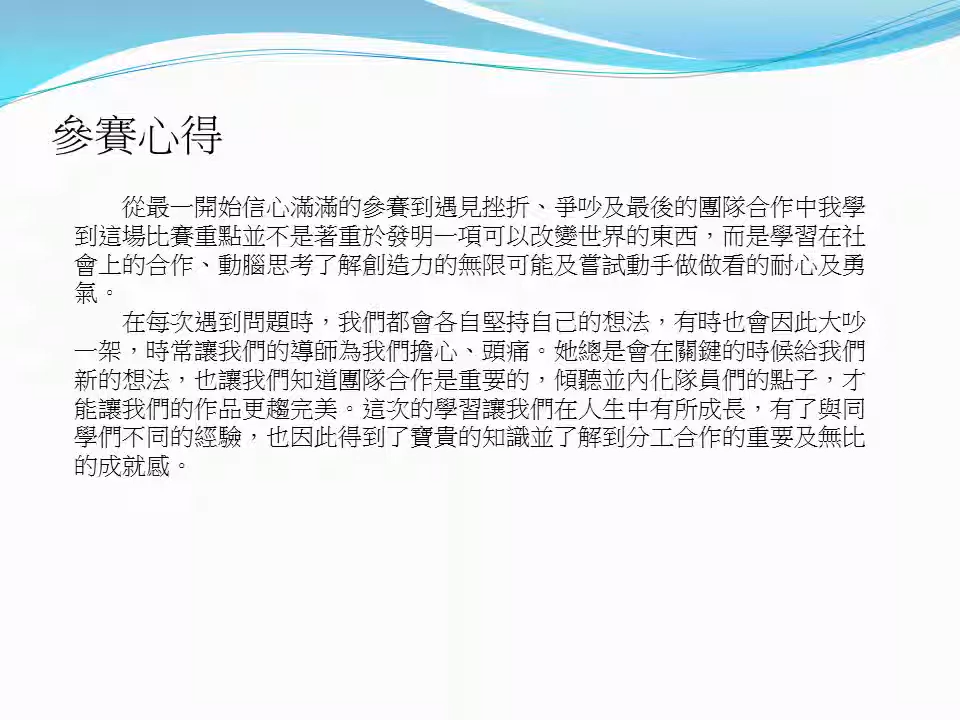 參賽心得
從最一開始信心滿滿的參賽到遇見挫折、爭吵及最後的團隊合作中我學
到這場比賽重點並不是著重於發明一項可以改變世界的東西，而是學習在社
會上的合作、動腦思考了解創造力的無限可能及嘗試動手做做看的耐心及勇
氣。
在每次遇到問題時，我們都會各自堅持自己的想法，有時也會因此大吵
一架，時常讓我們的導師為我們擔心、頭痛。她總是會在關鍵的時候給我們
新的想法，也讓我們知道團隊合作是重要的，傾聽並內化隊員們的點子，才
能讓我們的作品更趨完美。這次的學習讓我們在人生中有所成長，有了與同
學們不同的經驗，也因此得到了寶貴的知識並了解到分工合作的重要及無比
的成就感。